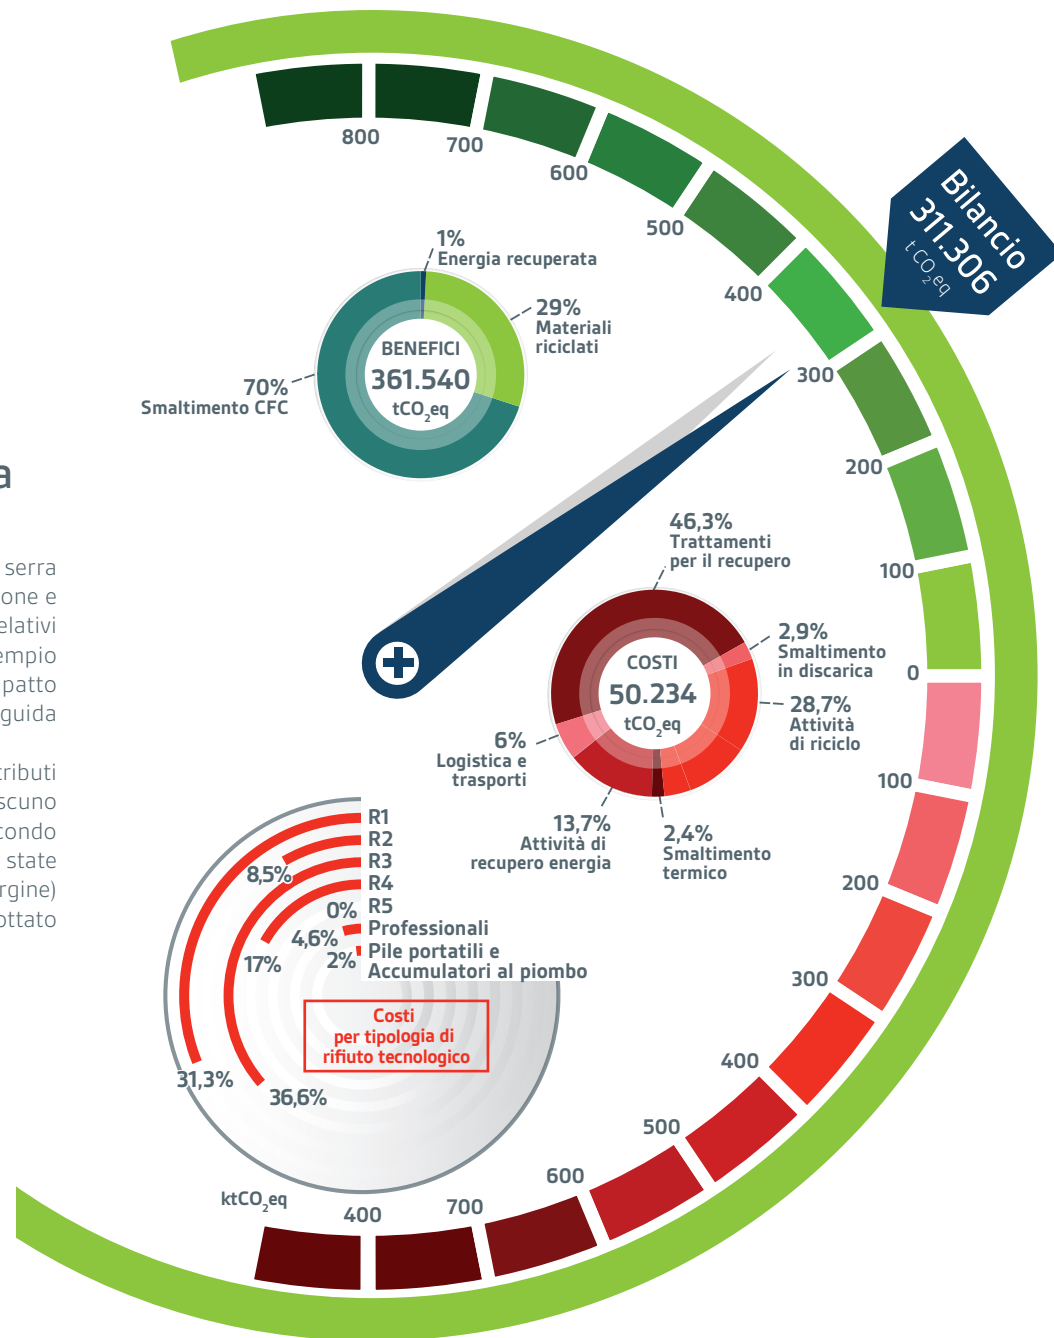 800
700
600
500
400
300
200
100
0
100
200
300
400
500
600
700
400
ktCO2eq
Bilancio
311.306
tCO2eq
1%
Energia recuperata
29%
Materiali
riciclati
70%
Smaltimento CFC
BENEFICI
361.540
tCO2eq
a
serra
one e
elativi
empio
patto
guida
tributi
scuno
condo
state
rgine)
ottato
46,3%
Trattamenti
per il recupero
2,9%
Smaltimento
in discarica
28,7%
Attività
di riciclo
COSTI
50.234
tCO2eq
6%
Logistica e
trasporti
13,7%
Attività di
recupero energia
2,4%
Smaltimento
termico
R1
R2
R3
R4
R5
Professionali
Pile portatili e
Accumulatori al piombo
8,5%
0%
4,6%
17%
2%
31,3%
36,6%
Costi
per tipologia di
rifiuto tecnologico